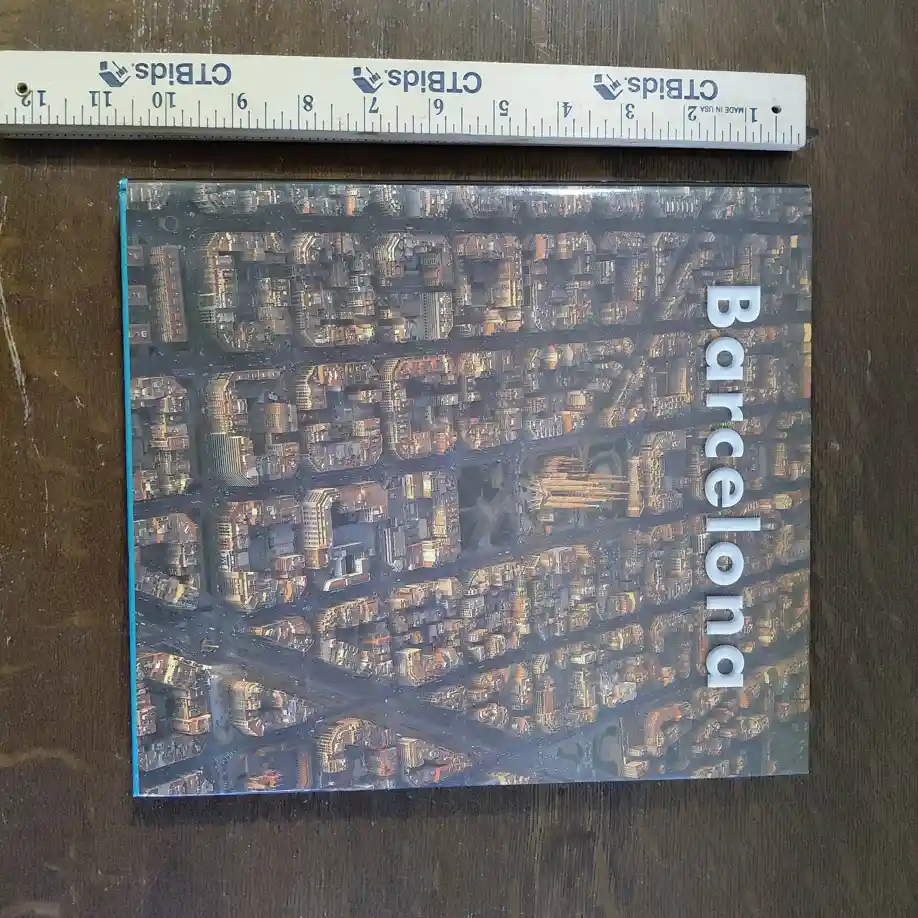 CTBids. CTBids. CTBids.
MADE IN USA
1 2 3 4 5 6 7 8 9 10 11 12
Barcelona